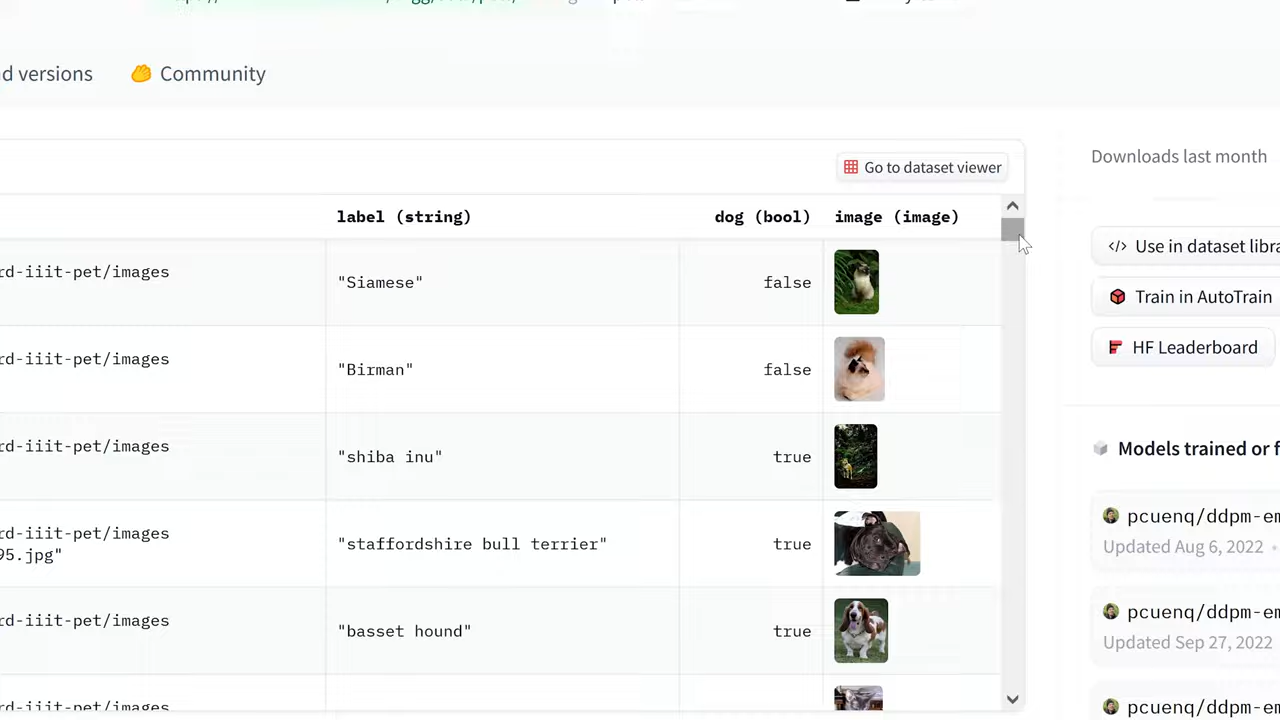 d versions Community
Go to dataset viewer
Downloads last month
label (string) dog (bool) image (image)
Use in dataset libra
Train in AutoTrain
HF Leaderboard
rd-iiit-pet/images "Siamese" false
rd-iiit-pet/images "Birman" false
rd-iiit-pet/images "shiba inu" true
Models trained or f
rd-iiit-pet/images
95.jpg" "staffordshire bull terrier" true
pcuenq/ddpm-em
Updated Aug 6, 2022 •
rd-iiit-pet/images "basset hound" true
pcuenq/ddpm-em
Updated Sep 27, 2022
rd-iiit-pet/images
pcuenq/ddpm-em